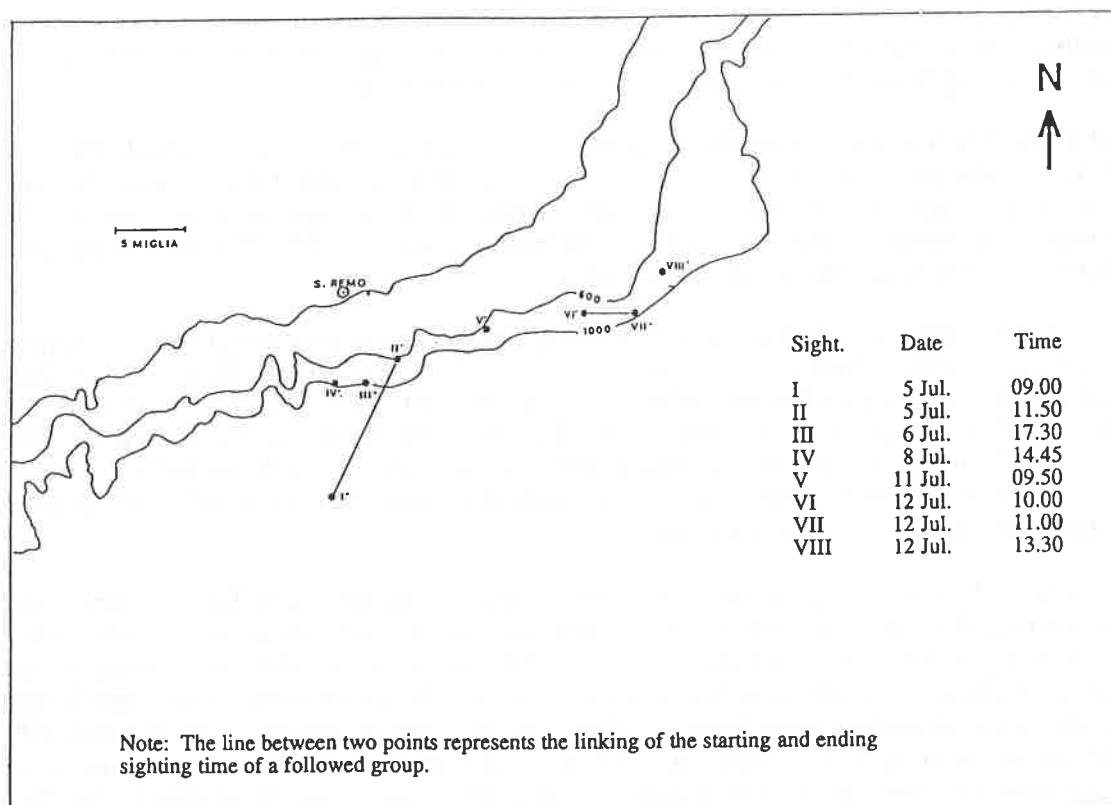 N
5 MIGLIA
S. REMO
VIII'
600
VI'
VII'
1000
V'
II'
IV'.
III'
I'
Sight. Date Time
I 5 Jul. 09.00
II 5 Jul. 11.50
III 6 Jul. 17.30
IV 8 Jul. 14.45
V 11 Jul. 09.50
VI 12 Jul. 10.00
VII 12 Jul. 11.00
VIII 12 Jul. 13.30
Note: The line between two points represents the linking of the starting and ending
sighting time of a followed group.